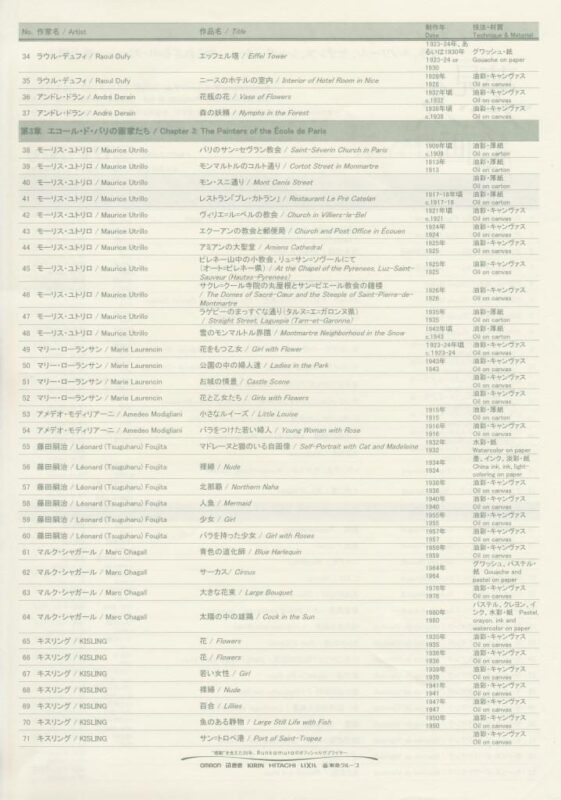 No. 作家名 / Artist 作品名 / Title 制作年 Date 技法・材質 Technique & Material
34 ラウル・デュフィ / Raoul Dufy エッフェル塔 / Eiffel Tower 1923-24年、あるいは1930年 1923-24 or 1930 グワッシュ・紙 Gouache on paper
35 ラウル・デュフィ / Raoul Dufy ニースのホテルの室内 / Interior of Hotel Room in Nice 1928年 1928 油彩・キャンヴァス Oil on canvas
36 アンドレ・ドラン / André Derain 花瓶の花 / Vase of Flowers 1932年頃 c.1932 油彩・キャンヴァス Oil on canvas
37 アンドレ・ドラン / André Derain 森の妖精 / Nymphs in the Forest 油彩・キャンヴァス Oil on canvas
第3章 エコール・ド・パリの画家たち / Chapter 3: The Painters of the École de Paris
38 モーリス・ユトリロ / Maurice Utrillo パリのサン=セヴラン教会 / Saint-Séverin Church in Paris 1909年頃 c.1909 油彩・厚紙 Oil on carton
39 モーリス・ユトリロ / Maurice Utrillo モンマルトルのコルト通り / Cortot Street in Monmartre 油彩・厚紙 Oil on carton
40 モーリス・ユトリロ / Maurice Utrillo モン・スニ通り / Mont Cenis Street 油彩・厚紙 Oil on carton
41 モーリス・ユトリロ / Maurice Utrillo レストラン「プレ・カトラン」 / Restaurant Le Pré Catelan 1917-18年頃 c.1917-18 油彩・厚紙 Oil on carton
42 モーリス・ユトリロ / Maurice Utrillo ヴィリエ=ル=ベルの教会 / Church in Villiers-le-Bel 1921年頃 c.1921 油彩・キャンヴァス Oil on canvas
43 モーリス・ユトリロ / Maurice Utrillo エクーアンの教会と郵便局 / Church and Post Office in Écouen 1924年 1924 油彩・キャンヴァス Oil on canvas
44 モーリス・ユトリロ / Maurice Utrillo アミアンの大聖堂 / Amiens Cathedral 1925年 1925 油彩・キャンヴァス Oil on canvas
45 モーリス・ユトリロ / Maurice Utrillo ピレネー山中の小教会、リュ=サン=ソヴールにて
(オート=ピレネー県) / At the Chapel of the Pyrenees, Luz-Saint-
Sauveur (Hautes-Pyrenees) 1925年 1925 油彩・キャンヴァス Oil on canvas
46 モーリス・ユトリロ / Maurice Utrillo サクレ=クール寺院の丸屋根とサン=ピエール教会の鐘楼
/ The Domes of Sacré-Cœur and the Steeple of Saint-Pierre-de-
Montmartre 1926年 1926 油彩・キャンヴァス Oil on canvas
47 モーリス・ユトリロ / Maurice Utrillo ラグピーのまっすぐな通り(タルヌ=エ=ガロンヌ県)
/ Straight Street, Laguepie (Tarn-et-Garonne) 1935年 1935 油彩・厚紙 Oil on carton
48 モーリス・ユトリロ / Maurice Utrillo 雪のモンマルトル界隈 / Montmartre Neighborhood in the Snow 1943年頃 c.1943 油彩・厚紙 Oil on carton
49 マリー・ローランサン / Marie Laurencin 花をもつ乙女 / Girl with Flower 1923-24年頃 c.1923-24 油彩・キャンヴァス Oil on canvas
50 マリー・ローランサン / Marie Laurencin 公園の中の婦人達 / Ladies in the Park 1943年 1943 油彩・キャンヴァス Oil on canvas
51 マリー・ローランサン / Marie Laurencin お城の情景 / Castle Scene 油彩・キャンヴァス Oil on canvas
52 マリー・ローランサン / Marie Laurencin 花と乙女たち / Girls with Flowers 油彩・キャンヴァス Oil on canvas
53 アメデオ・モディリアーニ / Amedeo Modigliani 小さなルイーズ / Little Louise 1915年 1915 油彩・厚紙 Oil on carton
54 アメデオ・モディリアーニ / Amedeo Modigliani バラをつけた若い婦人 / Young Woman with Rose 1916年 1916 油彩・キャンヴァス Oil on canvas
55 藤田嗣治 / Léonard (Tsuguharu) Foujita マドレーヌと猫のいる自画像 / Self-Portrait with Cat and Madeleine 1932年 1932 水彩・紙 Watercolor on paper
56 藤田嗣治 / Léonard (Tsuguharu) Foujita 裸婦 / Nude 1934年 1934 墨、インク、淡彩・紙 China ink, ink, light-coloring on paper
57 藤田嗣治 / Léonard (Tsuguharu) Foujita 北那覇 / Northern Naha 1938年 1938 油彩・キャンヴァス Oil on canvas
58 藤田嗣治 / Léonard (Tsuguharu) Foujita 人魚 / Mermaid 1940年 1940 油彩・キャンヴァス Oil on canvas
59 藤田嗣治 / Léonard (Tsuguharu) Foujita 少女 / Girl 1955年 1955 油彩・キャンヴァス Oil on canvas
60 藤田嗣治 / Léonard (Tsuguharu) Foujita バラを持った少女 / Girl with Roses 1957年 1957 油彩・キャンヴァス Oil on canvas
61 マルク・シャガール / Marc Chagall 青色の道化師 / Blue Harlequin 1959年 1959 油彩・キャンヴァス Oil on canvas
62 マルク・シャガール / Marc Chagall サーカス / Circus 1964年 1964 グワッシュ、パステル・紙 Gouache and pastel on paper
63 マルク・シャガール / Marc Chagall 大きな花束 / Large Bouquet 1978年 1978 油彩・キャンヴァス Oil on canvas
64 マルク・シャガール / Marc Chagall 太陽の中の雄鶏 / Cock in the Sun 1980年 1980 パステル、クレヨン、インク、水彩・紙 Pastel, crayon, ink and watercolor on paper
65 キスリング / KISLING 花 / Flowers 1935年 1935 油彩・キャンヴァス Oil on canvas
66 キスリング / KISLING 花 / Flowers 油彩・キャンヴァス Oil on canvas
67 キスリング / KISLING 若い女性 / Girl 油彩・キャンヴァス Oil on canvas
68 キスリング / KISLING 裸婦 / Nude 1941年 1941 油彩・キャンヴァス Oil on canvas
69 キスリング / KISLING 百合 / Lilies 1947年 1947 油彩・キャンヴァス Oil on canvas
70 キスリング / KISLING 魚のある静物 / Large Still Life with Fish 1950年 1950 油彩・キャンヴァス Oil on canvas
71 キスリング / KISLING サン=トロペ港 / Port of Saint-Tropez 油彩・キャンヴァス Oil on canvas
OMRON KIRIN HITACHI LIXIL 東急グループ